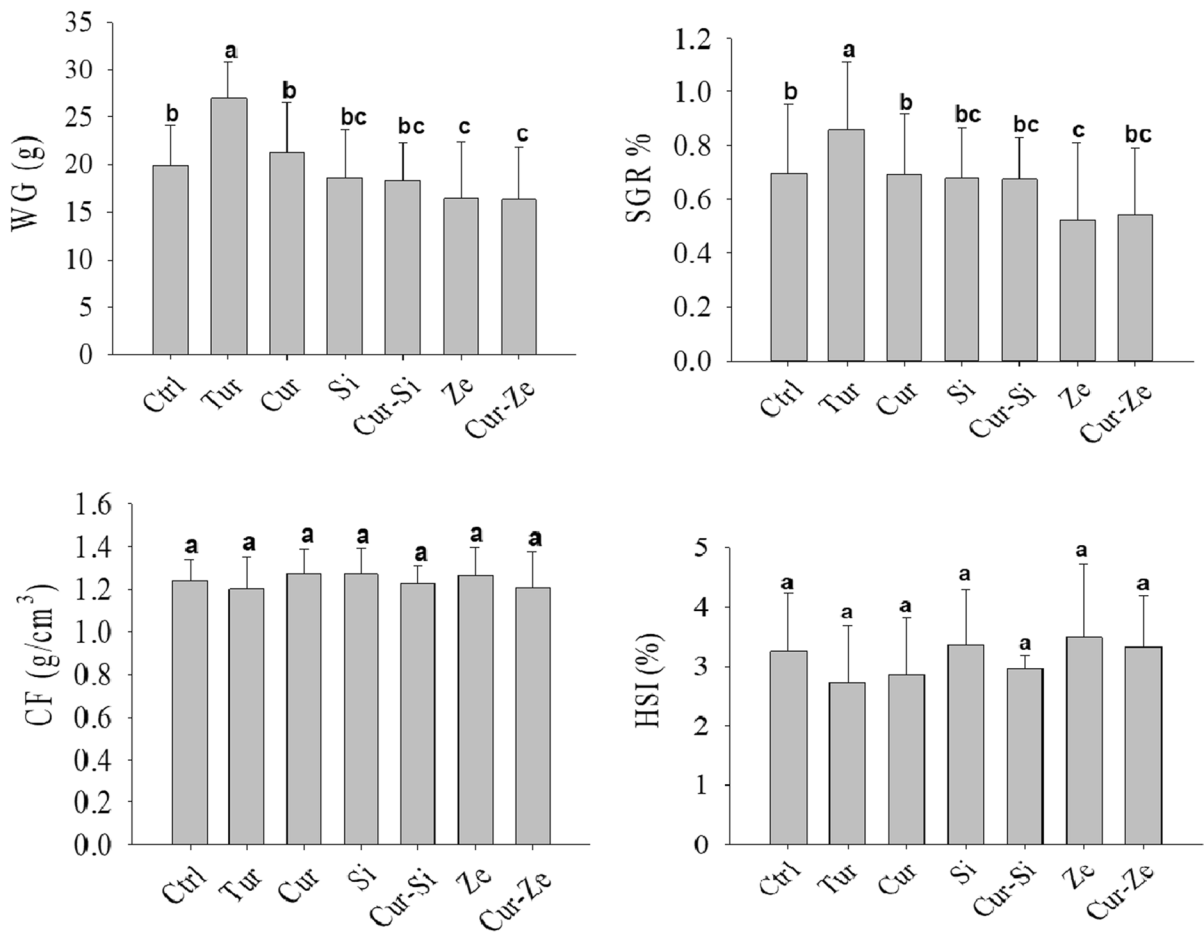 WG (g)
35
30
25
20
15
10
5
0
b
a
b
bc
bc
c
c
Ctrl
Tur
Cur
Si
Cur-Si
Ze
Cur-Ze
SGR %
1.2
1.0
0.8
0.6
0.4
0.2
0.0
b
a
b
bc
bc
c
bc
Ctrl
Tur
Cur
Si
Cur-Si
Ze
Cur-Ze
CF (g/cm³)
1.6
1.4
1.2
1.0
0.8
0.6
0.4
0.2
0.0
a
a
a
a
a
a
a
Ctrl
Tur
Cur
Si
Cur-Si
Ze
Cur-Ze
HSI (%)
5
4
3
2
1
0
a
a
a
a
a
a
a
Ctrl
Tur
Cur
Si
Cur-Si
Ze
Cur-Ze